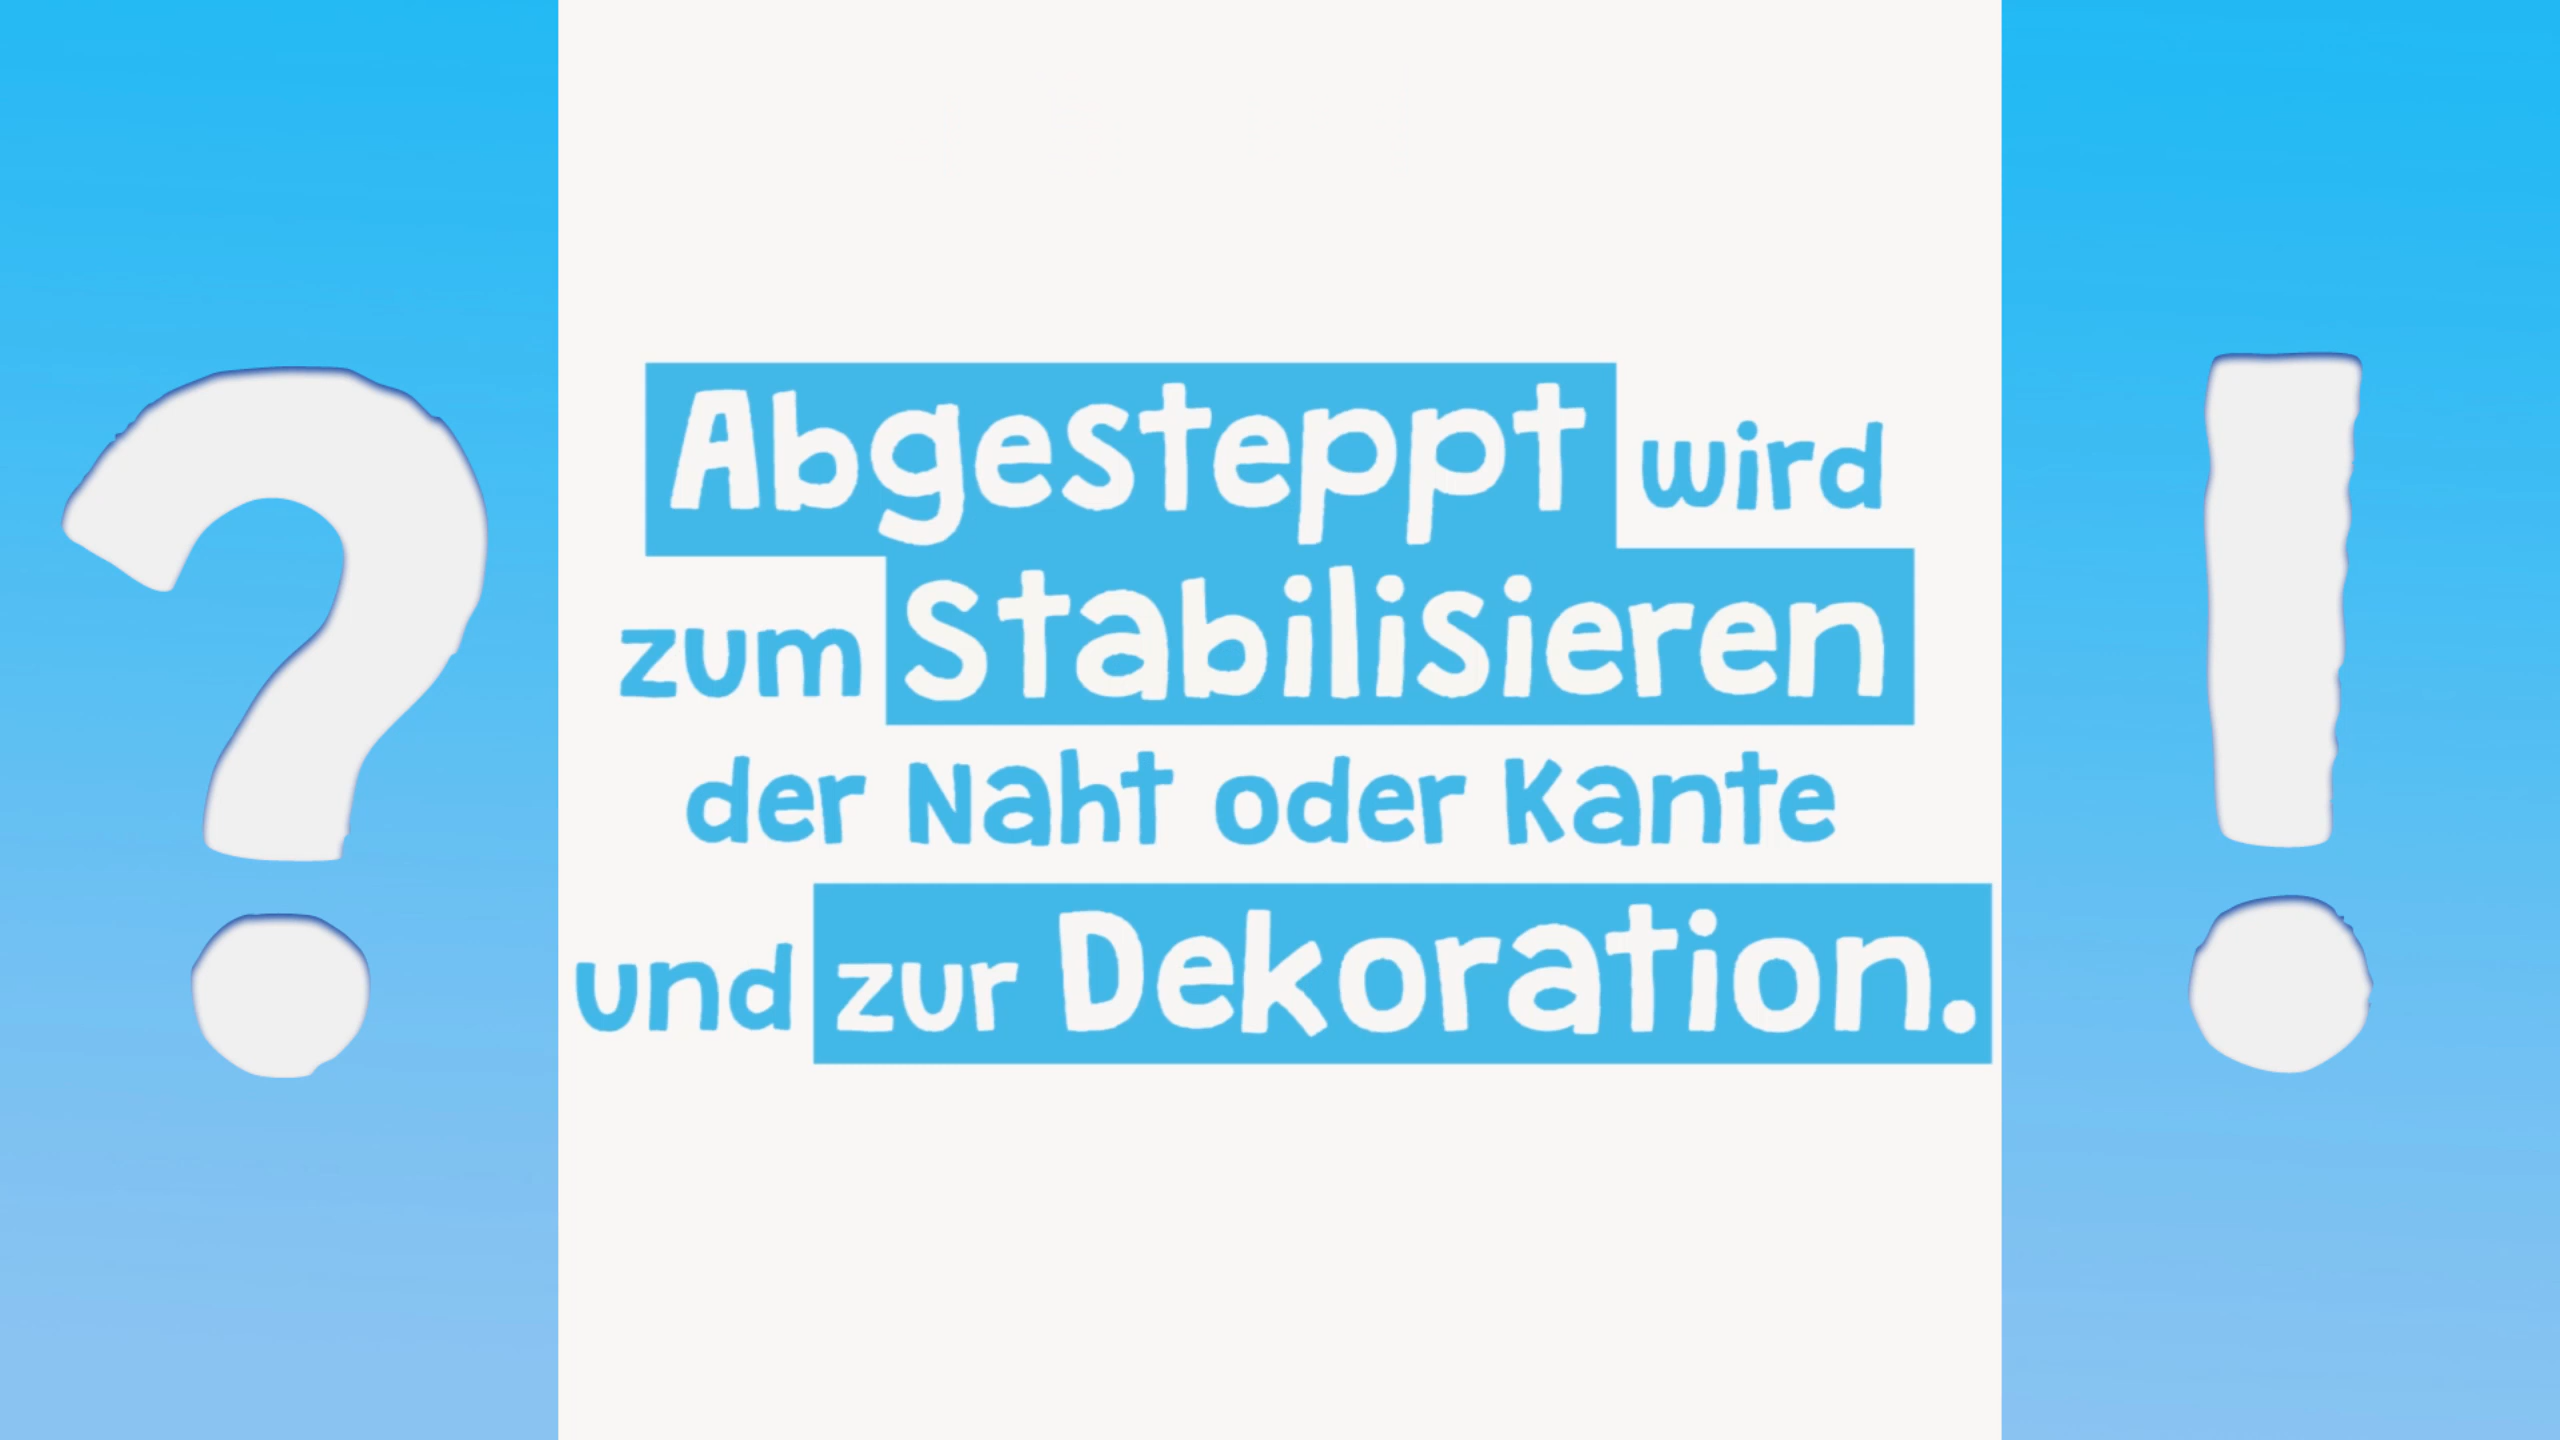 ?
Abgesteppt wird
zum Stabilisieren
der Naht oder Kante
und zur Dekoration.
!